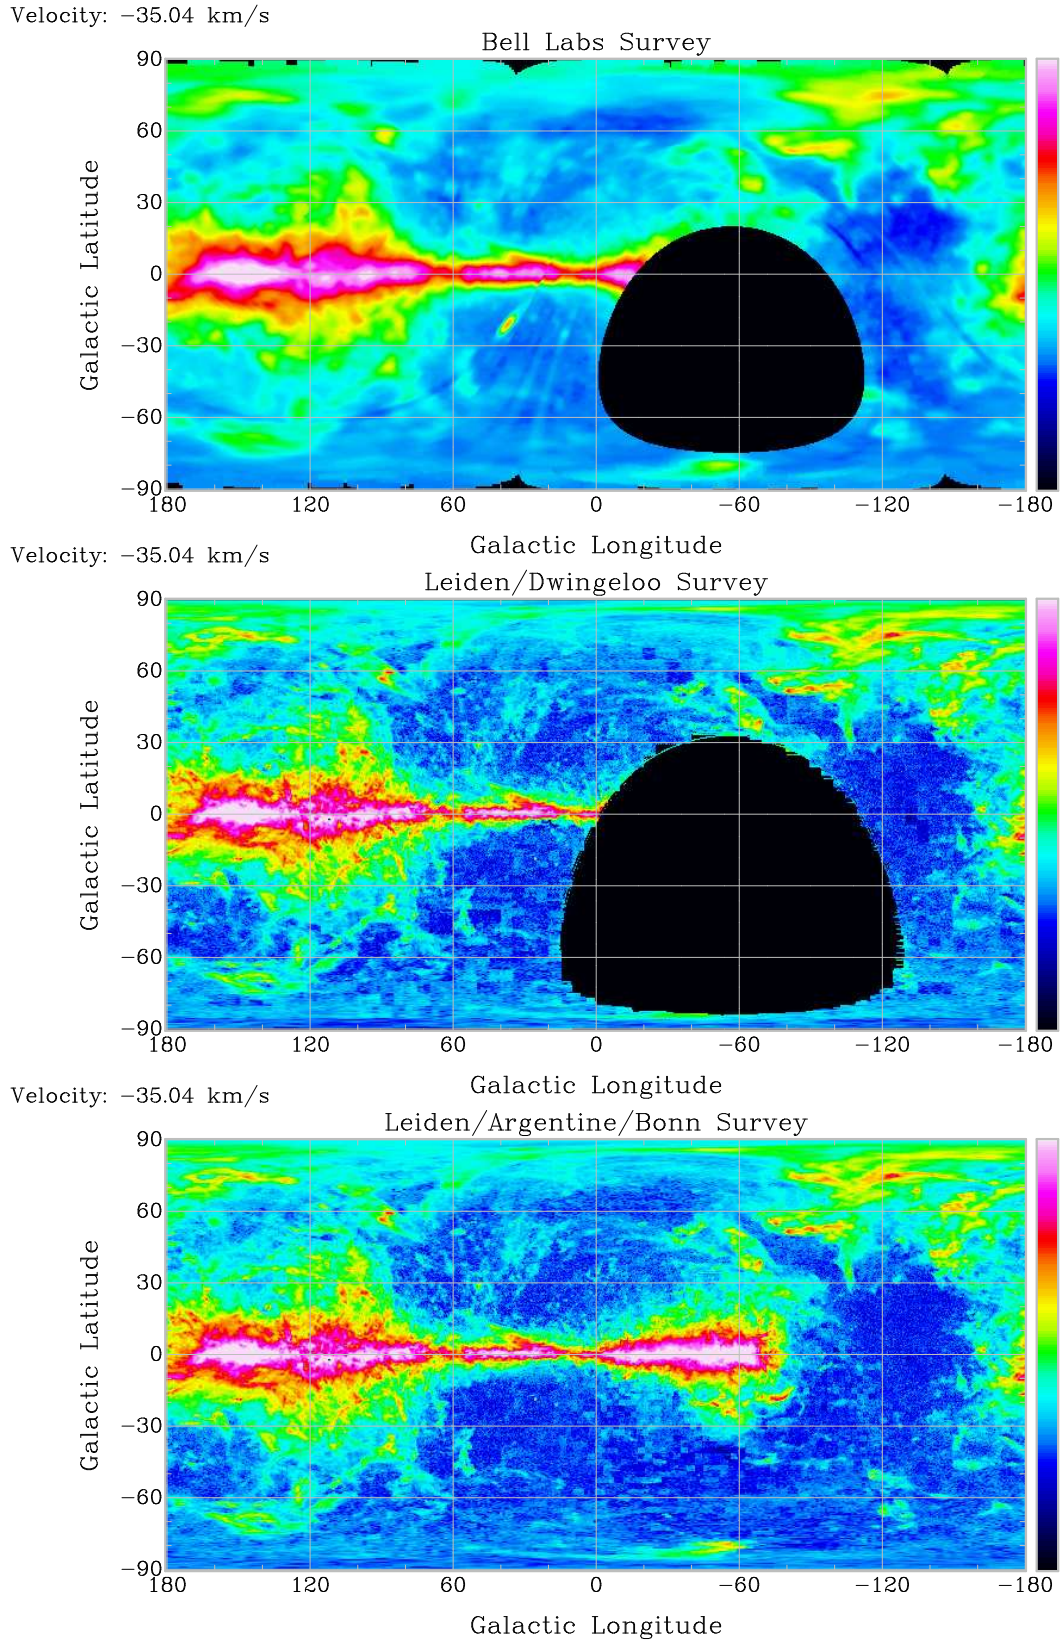 Velocity: −35.04 km/s
Bell Labs Survey
90
60
30
0
−30
−60
−90
Galactic Latitude
180 120 60 0 −60 −120 −180
Galactic Longitude
Velocity: −35.04 km/s
Leiden/Dwingeloo Survey
90
60
30
0
−30
−60
−90
Galactic Latitude
180 120 60 0 −60 −120 −180
Galactic Longitude
Velocity: −35.04 km/s
Leiden/Argentine/Bonn Survey
90
60
30
0
−30
−60
−90
Galactic Latitude
180 120 60 0 −60 −120 −180
Galactic Longitude